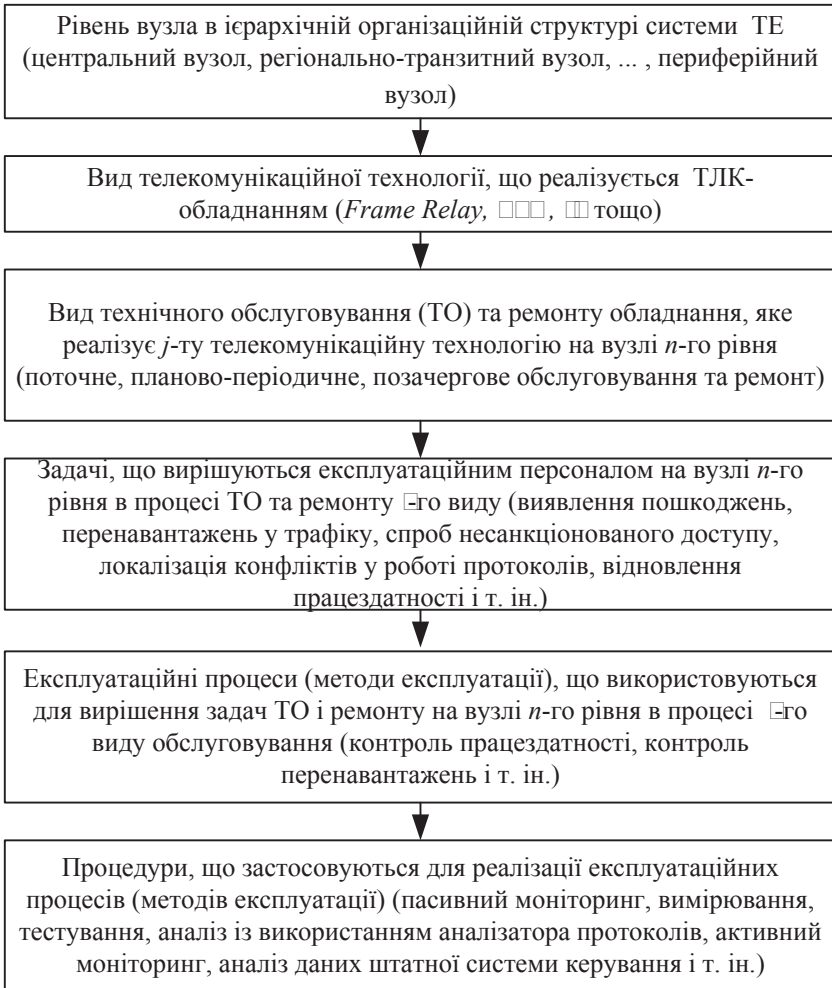 Рівень вузла в ієрархічній організаційній структурі системи ТЕ
(центральний вузол, регіонально-транзитний вузол, ... , периферійний
вузол)
Вид телекомунікаційної технології, що реалізується ТЛК-
обладнанням (Frame Relay, □□□, □□ тощо)
Вид технічного обслуговування (ТО) та ремонту обладнання, яке
реалізує j-ту телекомунікаційну технологію на вузлі n-го рівня
(поточне, планово-періодичне, позачергове обслуговування та ремонт)
Задачі, що вирішуються експлуатаційним персоналом на вузлі n-го
рівня в процесі ТО та ремонту □-го виду (виявлення пошкоджень,
перенавантажень у трафіку, спроб несанкціонованого доступу,
локалізація конфліктів у роботі протоколів, відновлення
працездатності і т. ін.)
Експлуатаційні процеси (методи експлуатації), що використовуються
для вирішення задач ТО і ремонту на вузлі n-го рівня в процесі □-го
виду обслуговування (контроль працездатності, контроль
перенавантажень і т. ін.)
Процедури, що застосовуються для реалізації експлуатаційних
процесів (методів експлуатації) (пасивний моніторинг, вимірювання,
тестування, аналіз із використанням аналізатора протоколів, активний
моніторинг, аналіз даних штатної системи керування і т. ін.)